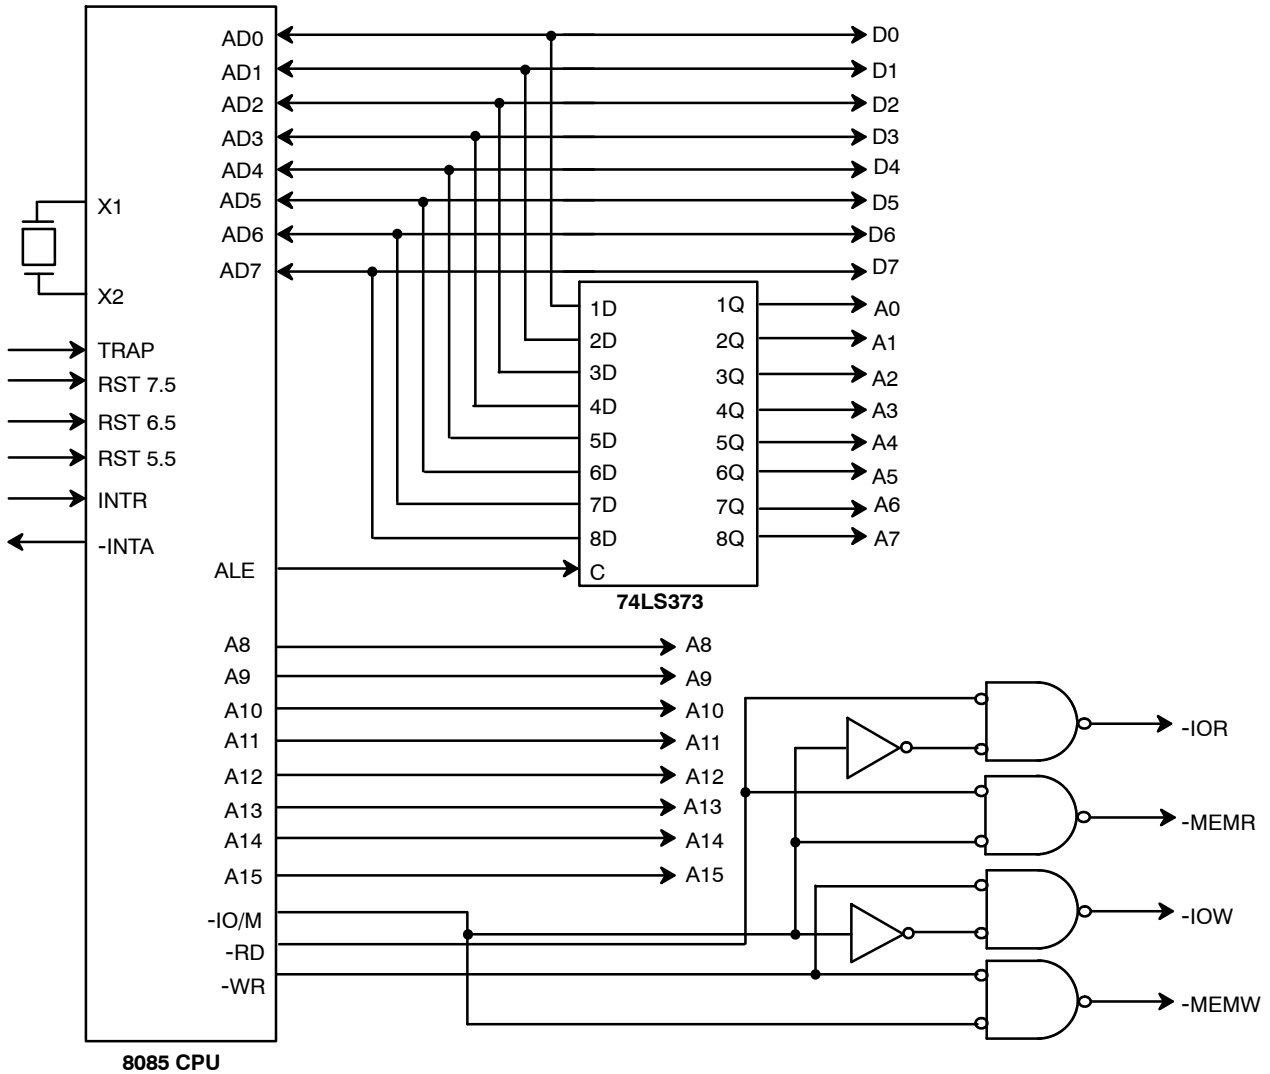 AD0
AD1
AD2
AD3
AD4
AD5
AD6
AD7
D0
D1
D2
D3
D4
D5
D6
D7
X1
X2
TRAP
RST 7.5
RST 6.5
RST 5.5
INTR
-INTA
ALE
1D
2D
3D
4D
5D
6D
7D
8D
C
1Q
2Q
3Q
4Q
5Q
6Q
7Q
8Q
A0
A1
A2
A3
A4
A5
A6
A7
74LS373
A8
A9
A10
A11
A12
A13
A14
A15
-IO/M
-RD
-WR
A8
A9
A10
A11
A12
A13
A14
A15
-IOR
-MEMR
-IOW
-MEMW
8085 CPU